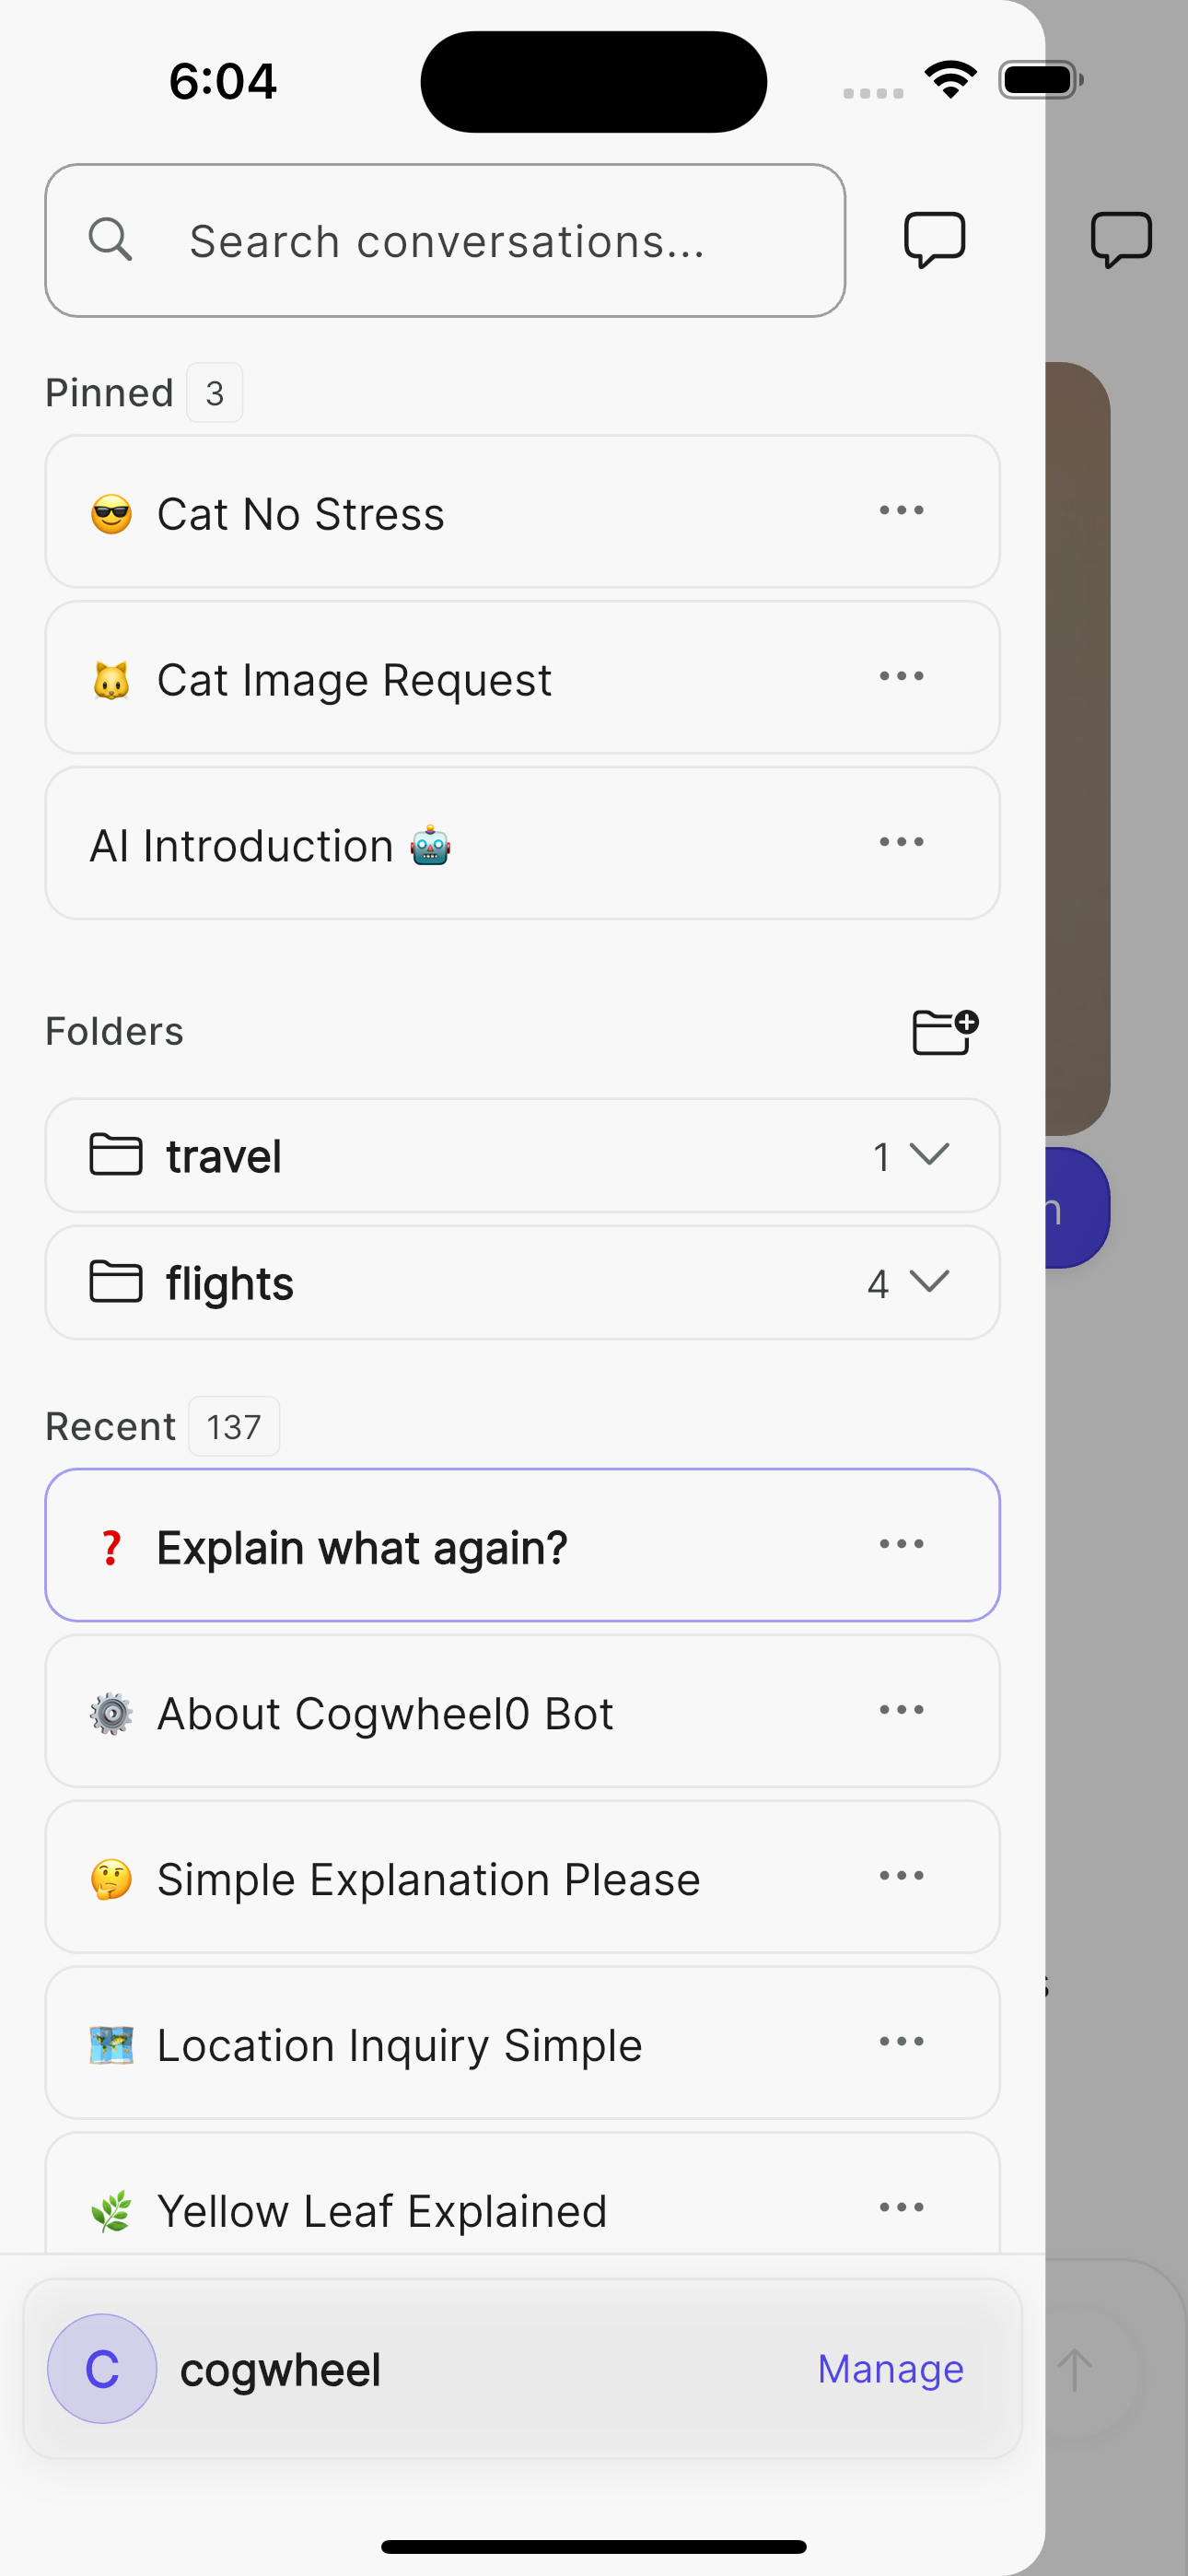 6:04
Search conversations...
Pinned 3
😎 Cat No Stress
🐱 Cat Image Request
AI Introduction 🤖
Folders
travel 1
flights 4
Recent 137
❓ Explain what again?
⚙️ About Cogwheel0 Bot
🤔 Simple Explanation Please
🗺️ Location Inquiry Simple
🌿 Yellow Leaf Explained
C cogwheel Manage